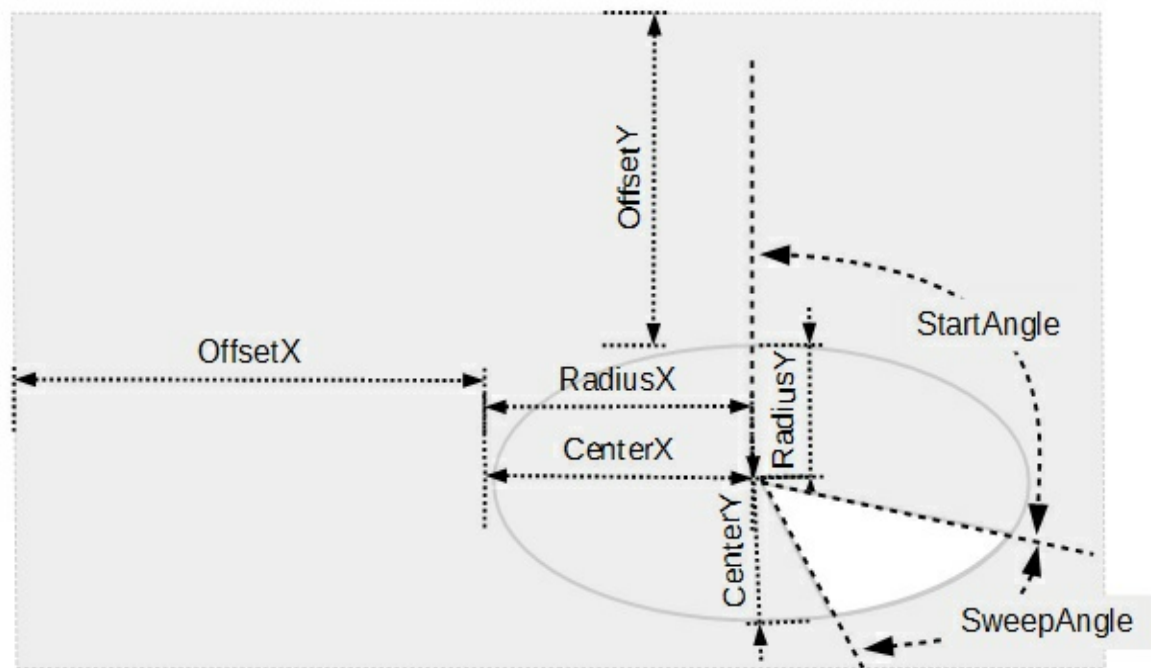 OffsetY
StartAngle
OffsetX
RadiusX
RadiusY
CenterX
CenterY
SweepAngle